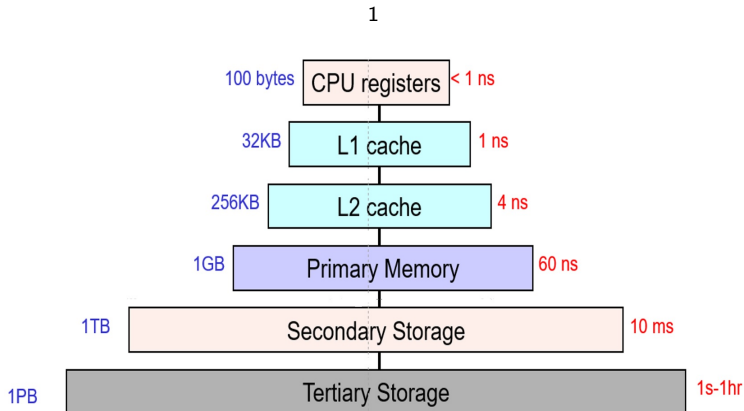 1
100 bytes CPU registers < 1 ns
32KB L1 cache 1 ns
256KB L2 cache 4 ns
1GB Primary Memory 60 ns
1TB Secondary Storage 10 ms
1PB Tertiary Storage 1s-1hr